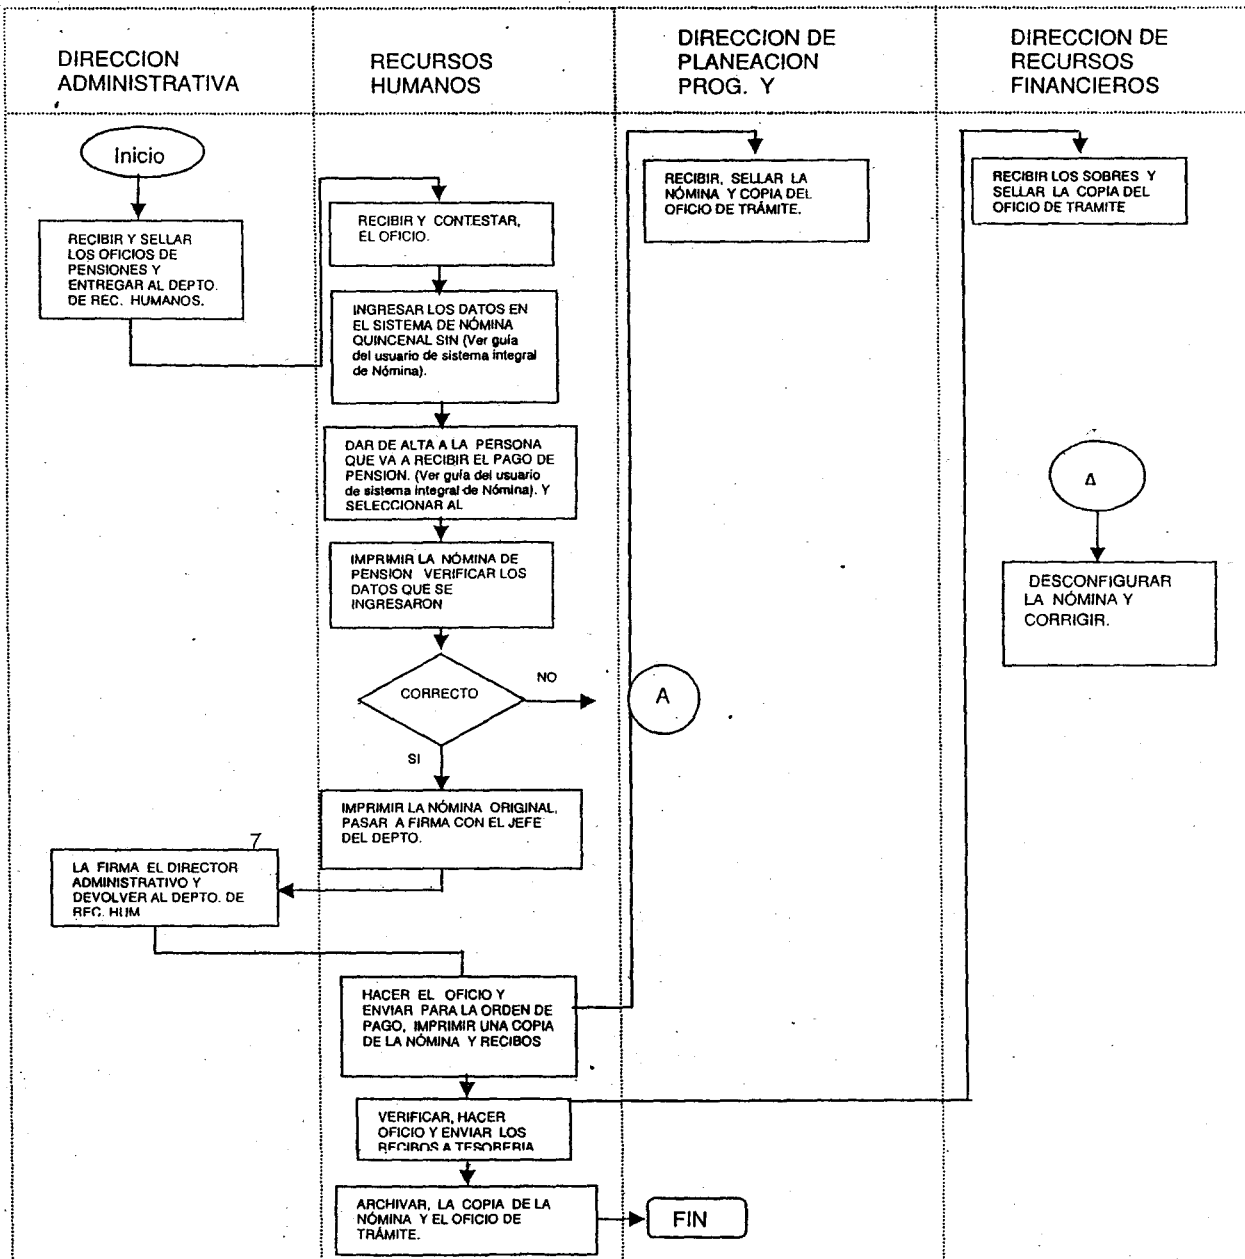 DIRECCION
ADMINISTRATIVA
RECURSOS
HUMANOS
DIRECCION DE
PLANEACION
PROG. Y
DIRECCION DE
RECURSOS
FINANCIEROS
Inicio
RECIBIR Y SELLAR
LOS OFICIOS DE
PENSIONES Y
ENTREGAR AL DEPTO.
DE REC. HUMANOS.
RECIBIR Y CONTESTAR,
EL OFICIO.
INGRESAR LOS DATOS EN
EL SISTEMA DE NÓMINA
QUINCENAL SIN (Ver guía
del usuario de sistema integral
de Nómina).
DAR DE ALTA A LA PERSONA
QUE VA A RECIBIR EL PAGO DE
PENSION. (Ver guía del usuario
de sistema integral de Nómina). Y
SELECCIONAR AL
IMPRIMIR LA NÓMINA DE
PENSION VERIFICAR LOS
DATOS QUE SE
INGRESARON
CORRECTO
NO
SI
A
IMPRIMIR LA NÓMINA ORIGINAL,
PASAR A FIRMA CON EL JEFE
DEL DEPTO.
7
LA FIRMA EL DIRECTOR
ADMINISTRATIVO Y
DEVOLVER AL DEPTO. DE
REC. HUM
HACER EL OFICIO Y
ENVIAR PARA LA ORDEN DE
PAGO, IMPRIMIR UNA COPIA
DE LA NÓMINA Y RECIBOS
VERIFICAR, HACER
OFICIO Y ENVIAR LOS
RECIBOS A TESORERIA
ARCHIVAR, LA COPIA DE LA
NÓMINA Y EL OFICIO DE
TRÁMITE.
FIN
RECIBIR, SELLAR LA
NÓMINA Y COPIA DEL
OFICIO DE TRÁMITE.
RECIBIR LOS SOBRES Y
SELLAR LA COPIA DEL
OFICIO DE TRAMITE
A
DESCONFIGURAR
LA NÓMINA Y
CORRIGIR.